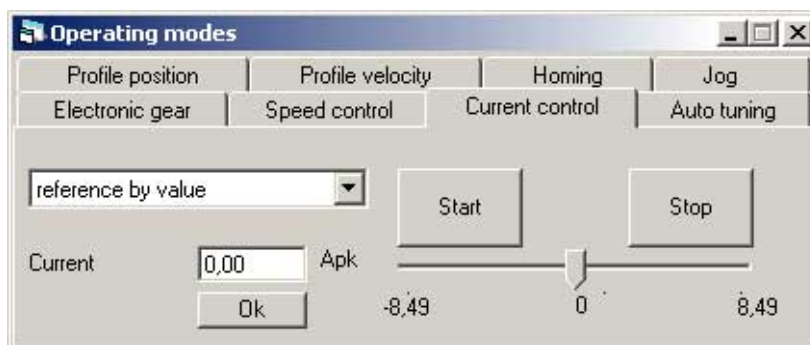 Operating modes
Profile position Profile velocity Homing Jog
Electronic gear Speed control Current control Auto tuning
reference by value
Start Stop
Current 0,00 Apk
Ok
-8,49 0 8,49